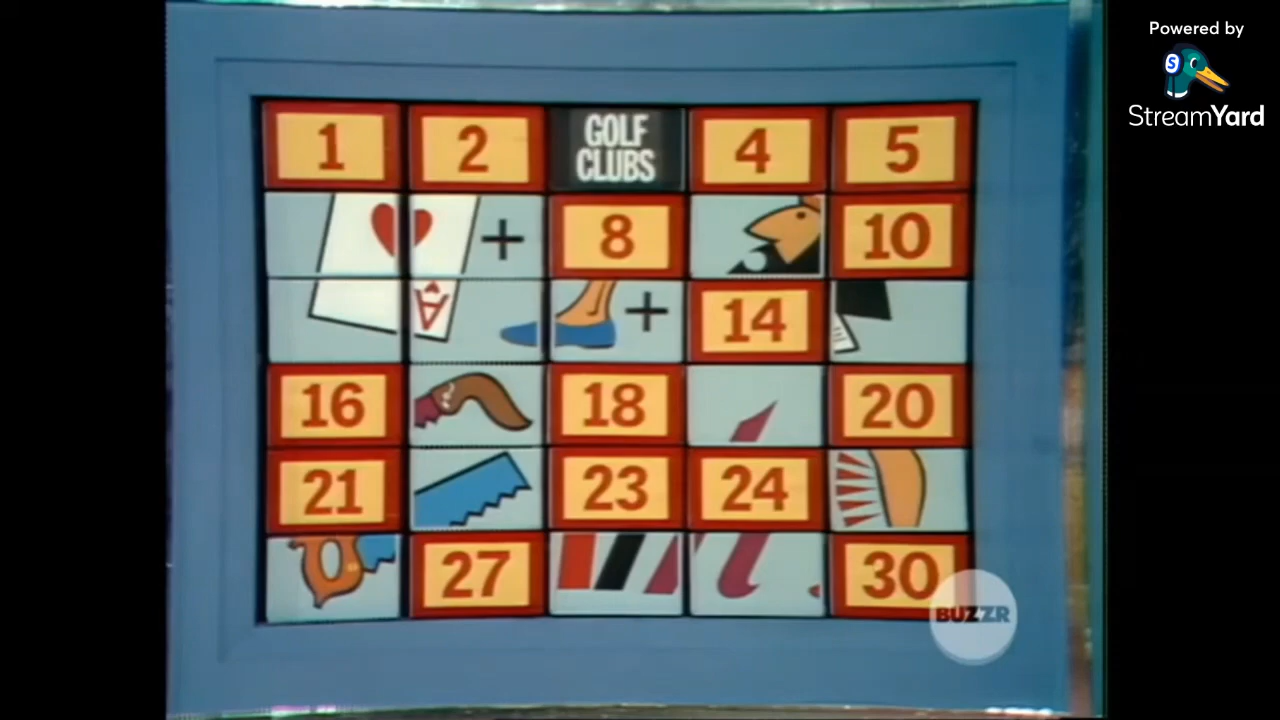 Powered by
S
StreamYard
1 2 GOLF CLUBS 4 5
+ 8 10
A + 14
16 18 20
21 23 24
27 30
BUZZR